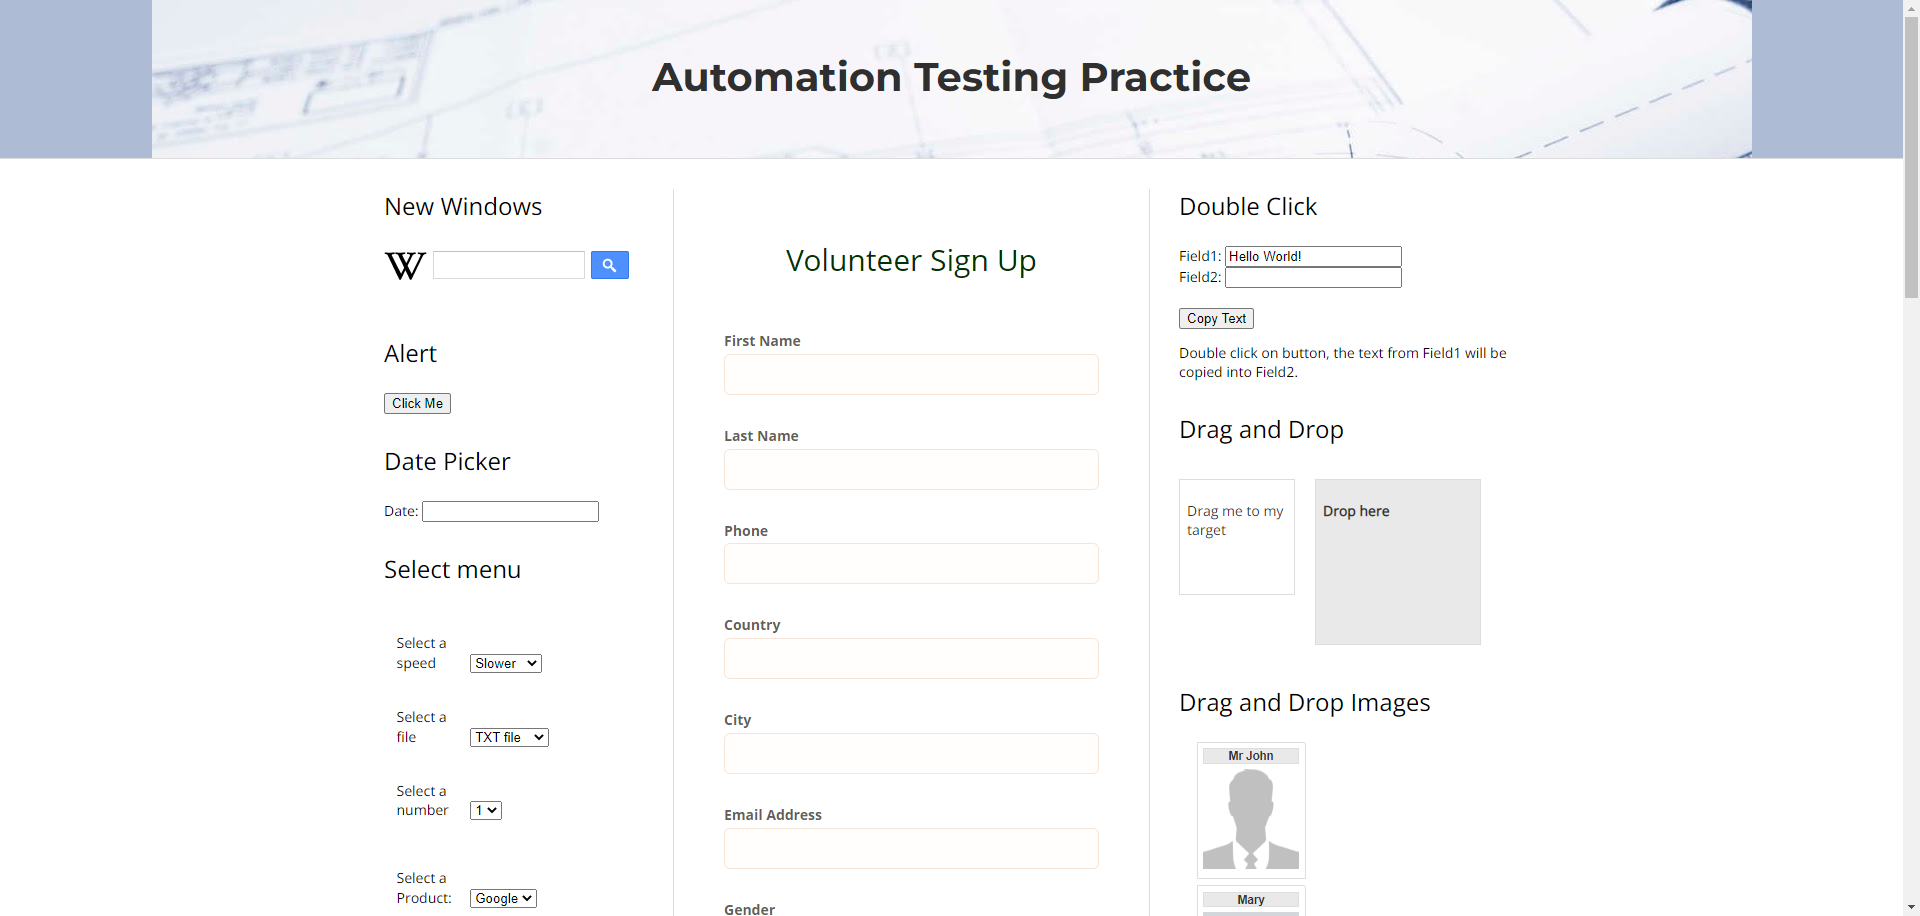 Automation Testing Practice
New Windows
W
Alert
Click Me
Date Picker
Date:
Select menu
Select a
speed
Slower
Select a
file
TXT file
Select a
number
1
Select a
Product:
Google
Volunteer Sign Up
First Name
Last Name
Phone
Country
City
Email Address
Gender
Double Click
Field1: Hello World!
Field2:
Copy Text
Double click on button, the text from Field1 will be
copied into Field2.
Drag and Drop
Drag me to my
target
Drop here
Drag and Drop Images
Mr John
Mary